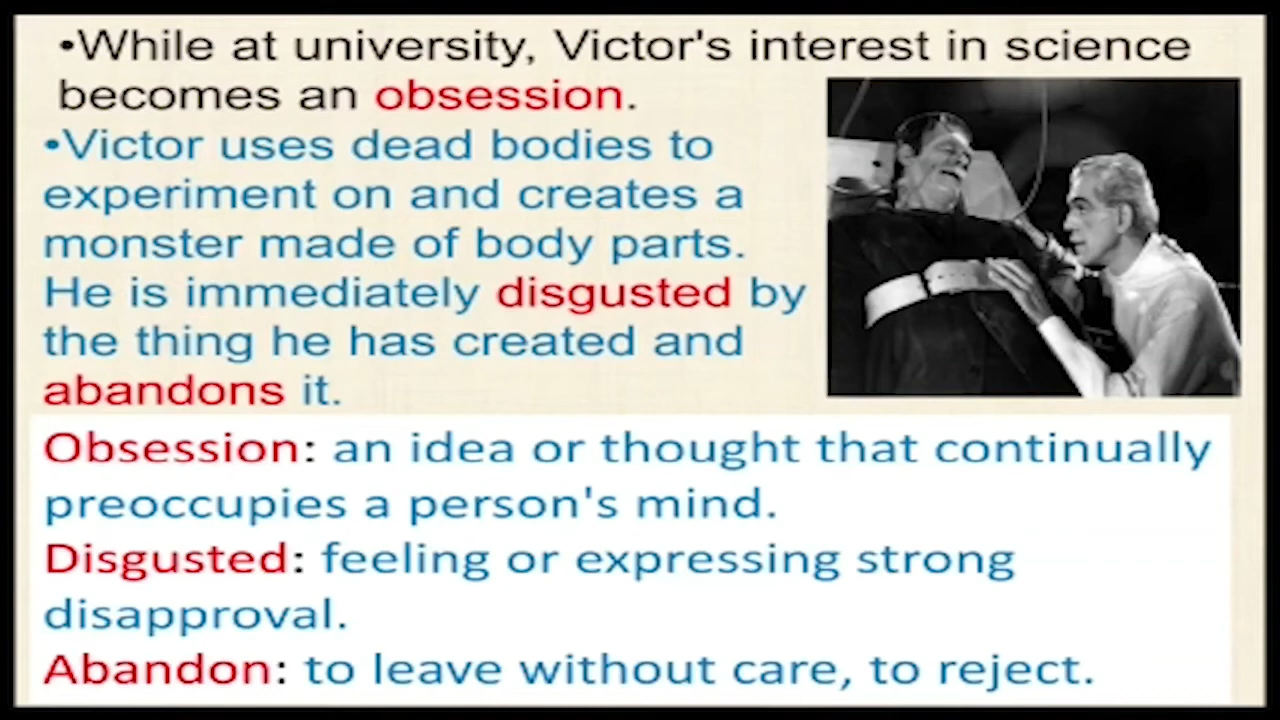 •While at university, Victor's interest in science
becomes an obsession.
•Victor uses dead bodies to
experiment on and creates a
monster made of body parts.
He is immediately disgusted by
the thing he has created and
abandons it.
Obsession: an idea or thought that continually
preoccupies a person's mind.
Disgusted: feeling or expressing strong
disapproval.
Abandon: to leave without care, to reject.